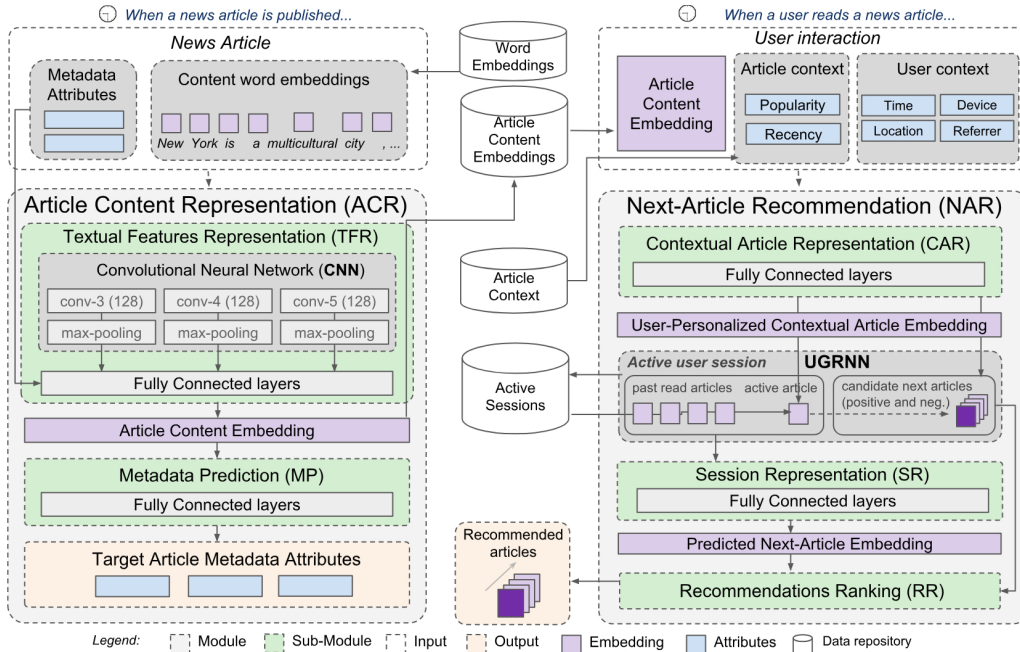 When a news article is published...
News Article
Metadata
Attributes
Content word embeddings
New York is a multicultural city , ...
Article Content Representation (ACR)
Textual Features Representation (TFR)
Convolutional Neural Network (CNN)
conv-3 (128)
conv-4 (128)
conv-5 (128)
max-pooling
max-pooling
max-pooling
Fully Connected layers
Article Content Embedding
Metadata Prediction (MP)
Fully Connected layers
Target Article Metadata Attributes
Word
Embeddings
Article
Content
Embeddings
Article
Context
Active
Sessions
Recommended
articles
When a user reads a news article...
User interaction
Article
Content
Embedding
Article context
Popularity
Recency
User context
Time
Device
Location
Referrer
Next-Article Recommendation (NAR)
Contextual Article Representation (CAR)
Fully Connected layers
User-Personalized Contextual Article Embedding
Active user session
UGRNN
past read articles
active article
candidate next articles
(positive and neg.)
Session Representation (SR)
Fully Connected layers
Predicted Next-Article Embedding
Recommendations Ranking (RR)
Legend:
Module
Sub-Module
Input
Output
Embedding
Attributes
Data repository